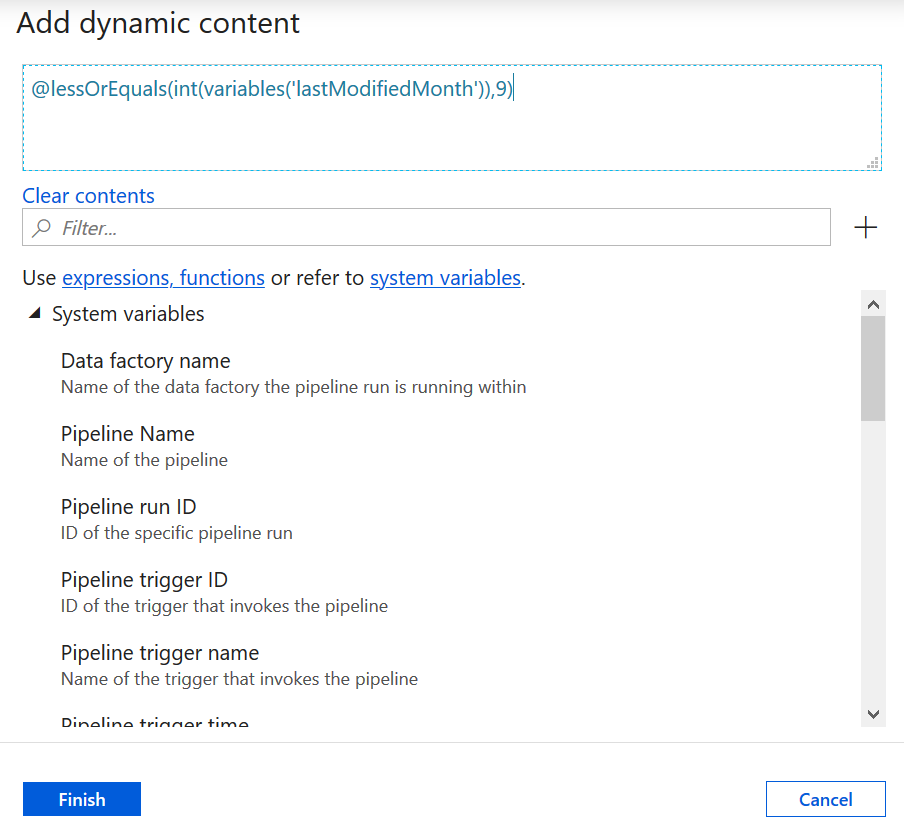 Add dynamic content
@lessOrEquals(int(variables('lastModifiedMonth')),9)
Clear contents
Filter...
Use expressions, functions or refer to system variables.
System variables
Data factory name
Name of the data factory the pipeline run is running within
Pipeline Name
Name of the pipeline
Pipeline run ID
ID of the specific pipeline run
Pipeline trigger ID
ID of the trigger that invokes the pipeline
Pipeline trigger name
Name of the trigger that invokes the pipeline
Pipeline trigger time
Finish
Cancel